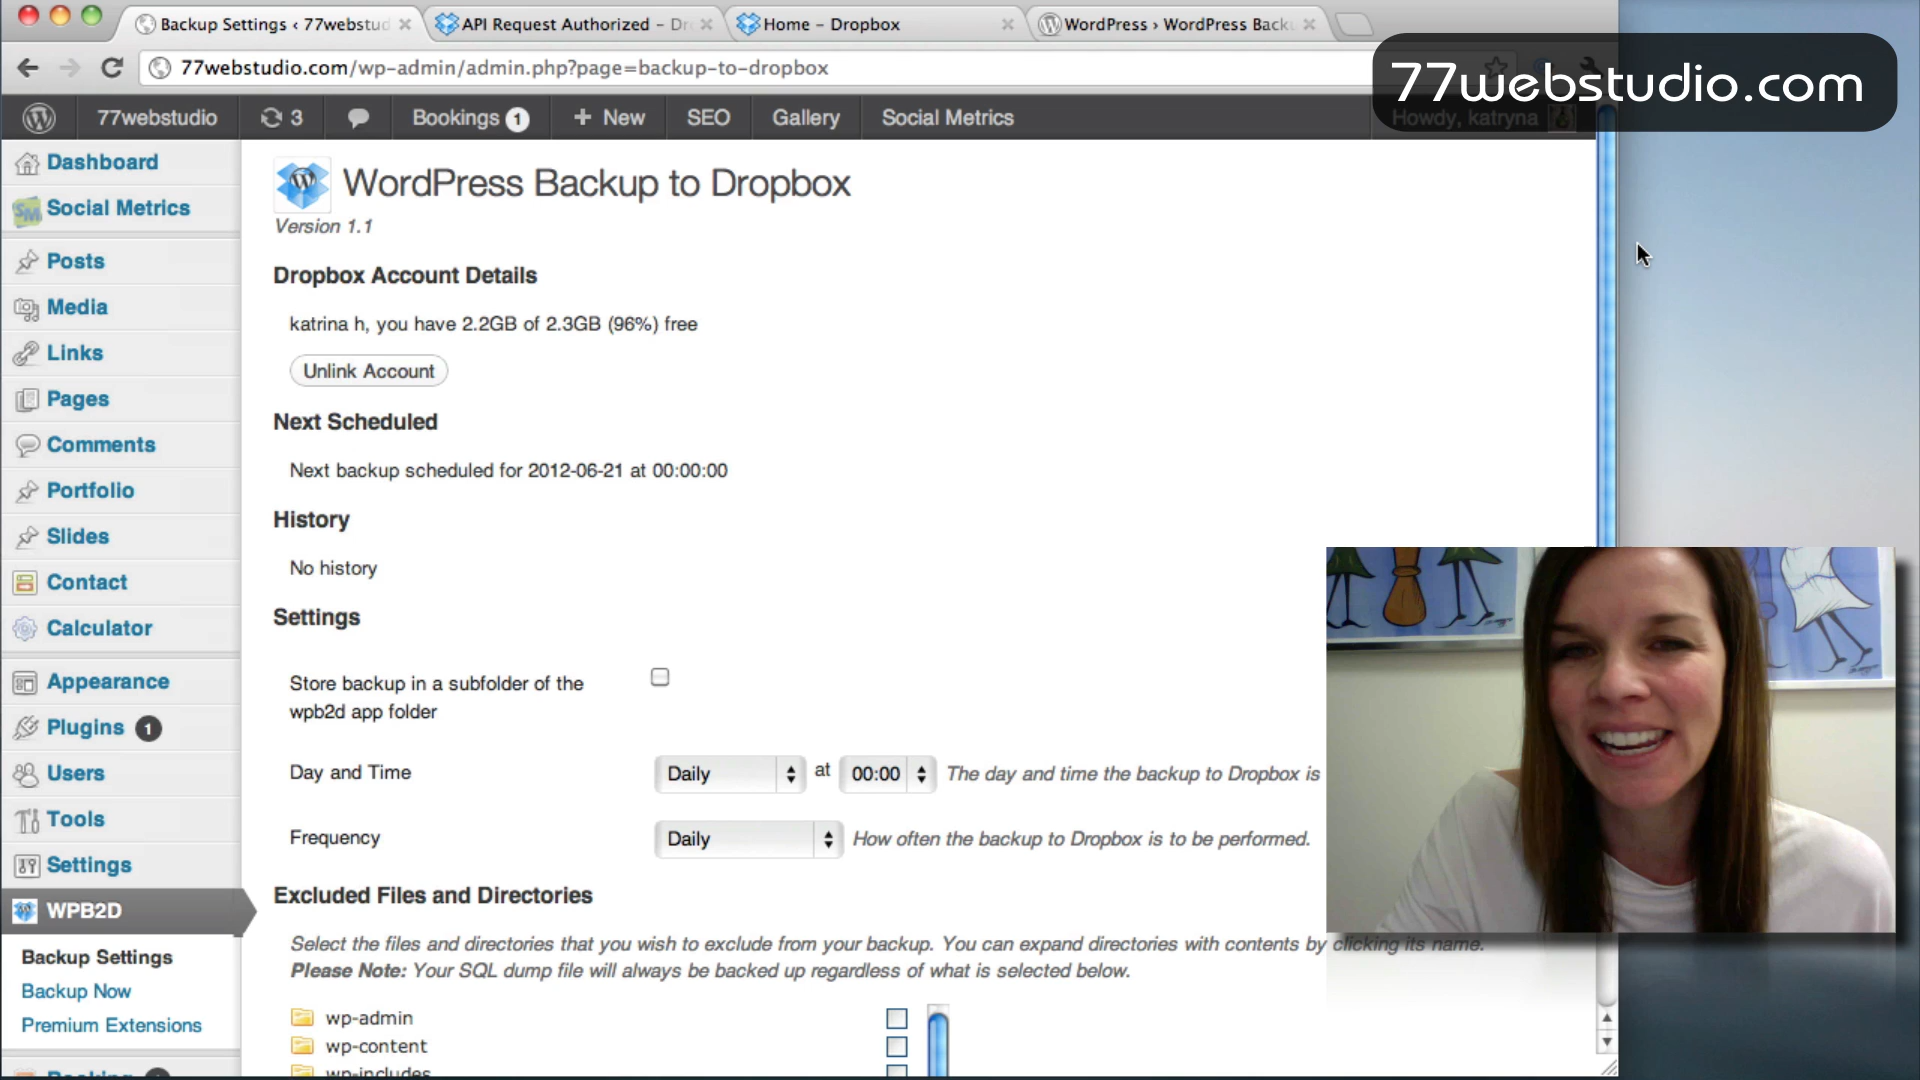 Backup Settings ‹ 77webstud
API Request Authorized – Dr
Home – Dropbox
WordPress › WordPress Back
77webstudio.com/wp-admin/admin.php?page=backup-to-dropbox
77webstudio.com
77webstudio
3
Bookings 1
+ New
SEO
Gallery
Social Metrics
Howdy, katryna
Dashboard
Social Metrics
Posts
Media
Links
Pages
Comments
Portfolio
Slides
Contact
Calculator
Appearance
Plugins 1
Users
Tools
Settings
WPB2D
Backup Settings
Backup Now
Premium Extensions
WordPress Backup to Dropbox
Version 1.1
Dropbox Account Details
katrina h, you have 2.2GB of 2.3GB (96%) free
Unlink Account
Next Scheduled
Next backup scheduled for 2012-06-21 at 00:00:00
History
No history
Settings
Store backup in a subfolder of the
wpb2d app folder
Day and Time
Daily at 00:00 The day and time the backup to Dropbox is
Frequency
Daily How often the backup to Dropbox is to be performed.
Excluded Files and Directories
Select the files and directories that you wish to exclude from your backup. You can expand directories with contents by clicking its name.
Please Note: Your SQL dump file will always be backed up regardless of what is selected below.
wp-admin
wp-content
wp-includes